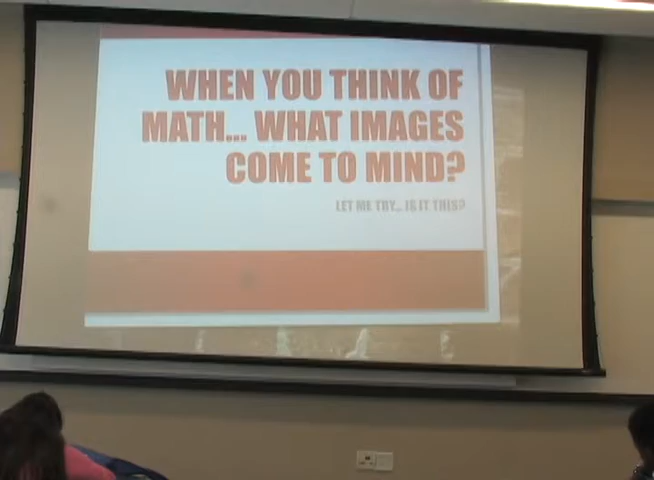 WHEN YOU THINK OF
MATH... WHAT IMAGES
COME TO MIND?
LET ME TRY... IS IT THIS?